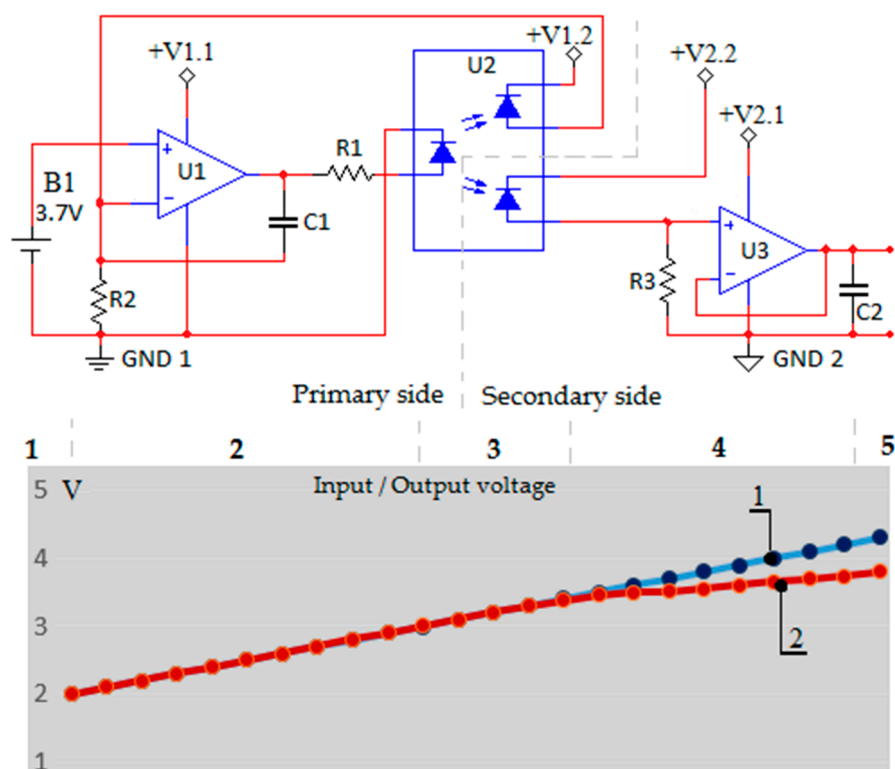 +V1.1
+V1.2
U2
+V2.2
+V2.1
B1
3.7V
+
−
U1
R1
C1
R2
GND 1
R3
+
−
U3
C2
GND 2
Primary side
Secondary side
1 2 3 4 5
5 V
Input / Output voltage
1
4
3
2
2
1